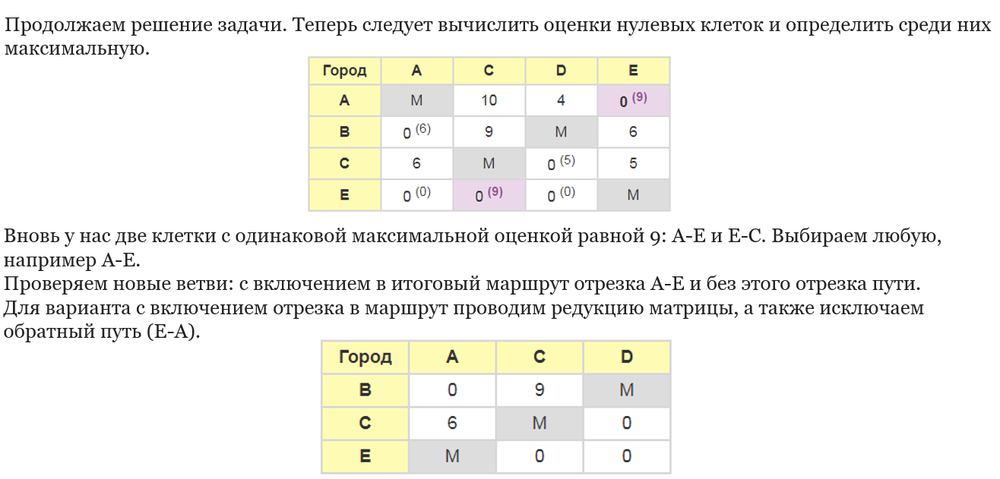 Продолжаем решение задачи. Теперь следует вычислить оценки нулевых клеток и определить среди них
максимальную.
Город A C D E
A M 10 4 0 (9)
B 0 (6) 9 M 6
C 6 M 0 (5) 5
E 0 (0) 0 (9) 0 (0) M
Вновь у нас две клетки с одинаковой максимальной оценкой равной 9: A-E и E-C. Выбираем любую,
например A-E.
Проверяем новые ветви: с включением в итоговый маршрут отрезка A-E и без этого отрезка пути.
Для варианта с включением отрезка в маршрут проводим редукцию матрицы, а также исключаем
обратный путь (E-A).
Город A C D
B 0 9 M
C 6 M 0
E M 0 0